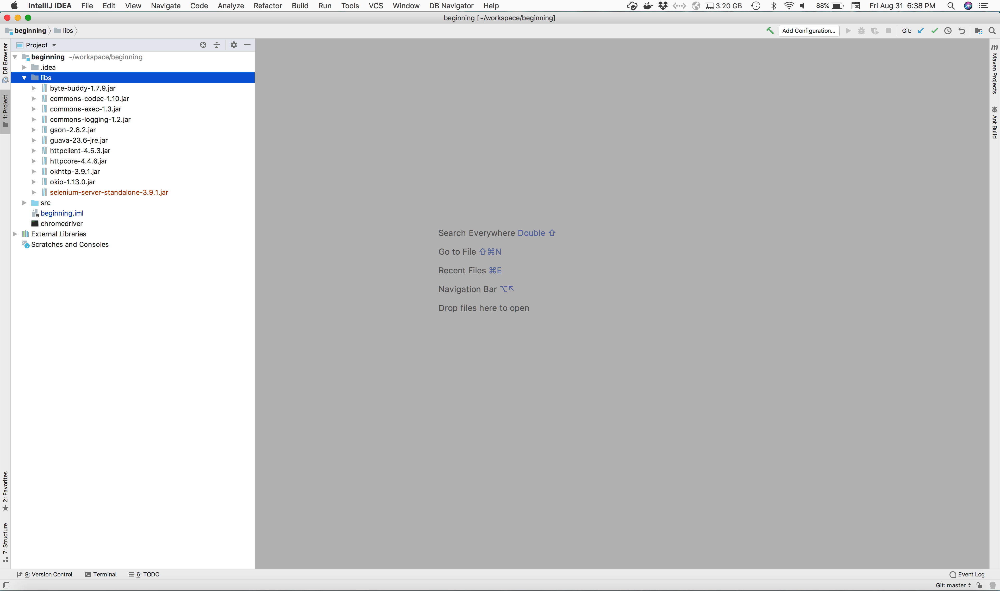 IntelliJ IDEA File Edit View Navigate Code Analyze Refactor Build Run Tools VCS Window DB Navigator Help 3.20 GB 88% Fri Aug 31 6:38 PM
beginning [~/workspace/beginning]
beginning libs Add Configuration... Git:
DB Browser
1: Project
2: Favorites
Z: Structure
Project
beginning ~/workspace/beginning
.idea
libs
byte-buddy-1.7.9.jar
commons-codec-1.10.jar
commons-exec-1.3.jar
commons-logging-1.2.jar
gson-2.8.2.jar
guava-23.6-jre.jar
httpclient-4.5.3.jar
httpcore-4.4.6.jar
okhttp-3.9.1.jar
okio-1.13.0.jar
selenium-server-standalone-3.9.1.jar
src
beginning.iml
chromedriver
External Libraries
Scratches and Consoles
Search Everywhere Double ⇧
Go to File ⇧⌘N
Recent Files ⌘E
Navigation Bar ⌥↖
Drop files here to open
m Maven Projects
Ant Build
9: Version Control Terminal 6: TODO Event Log
Git: master